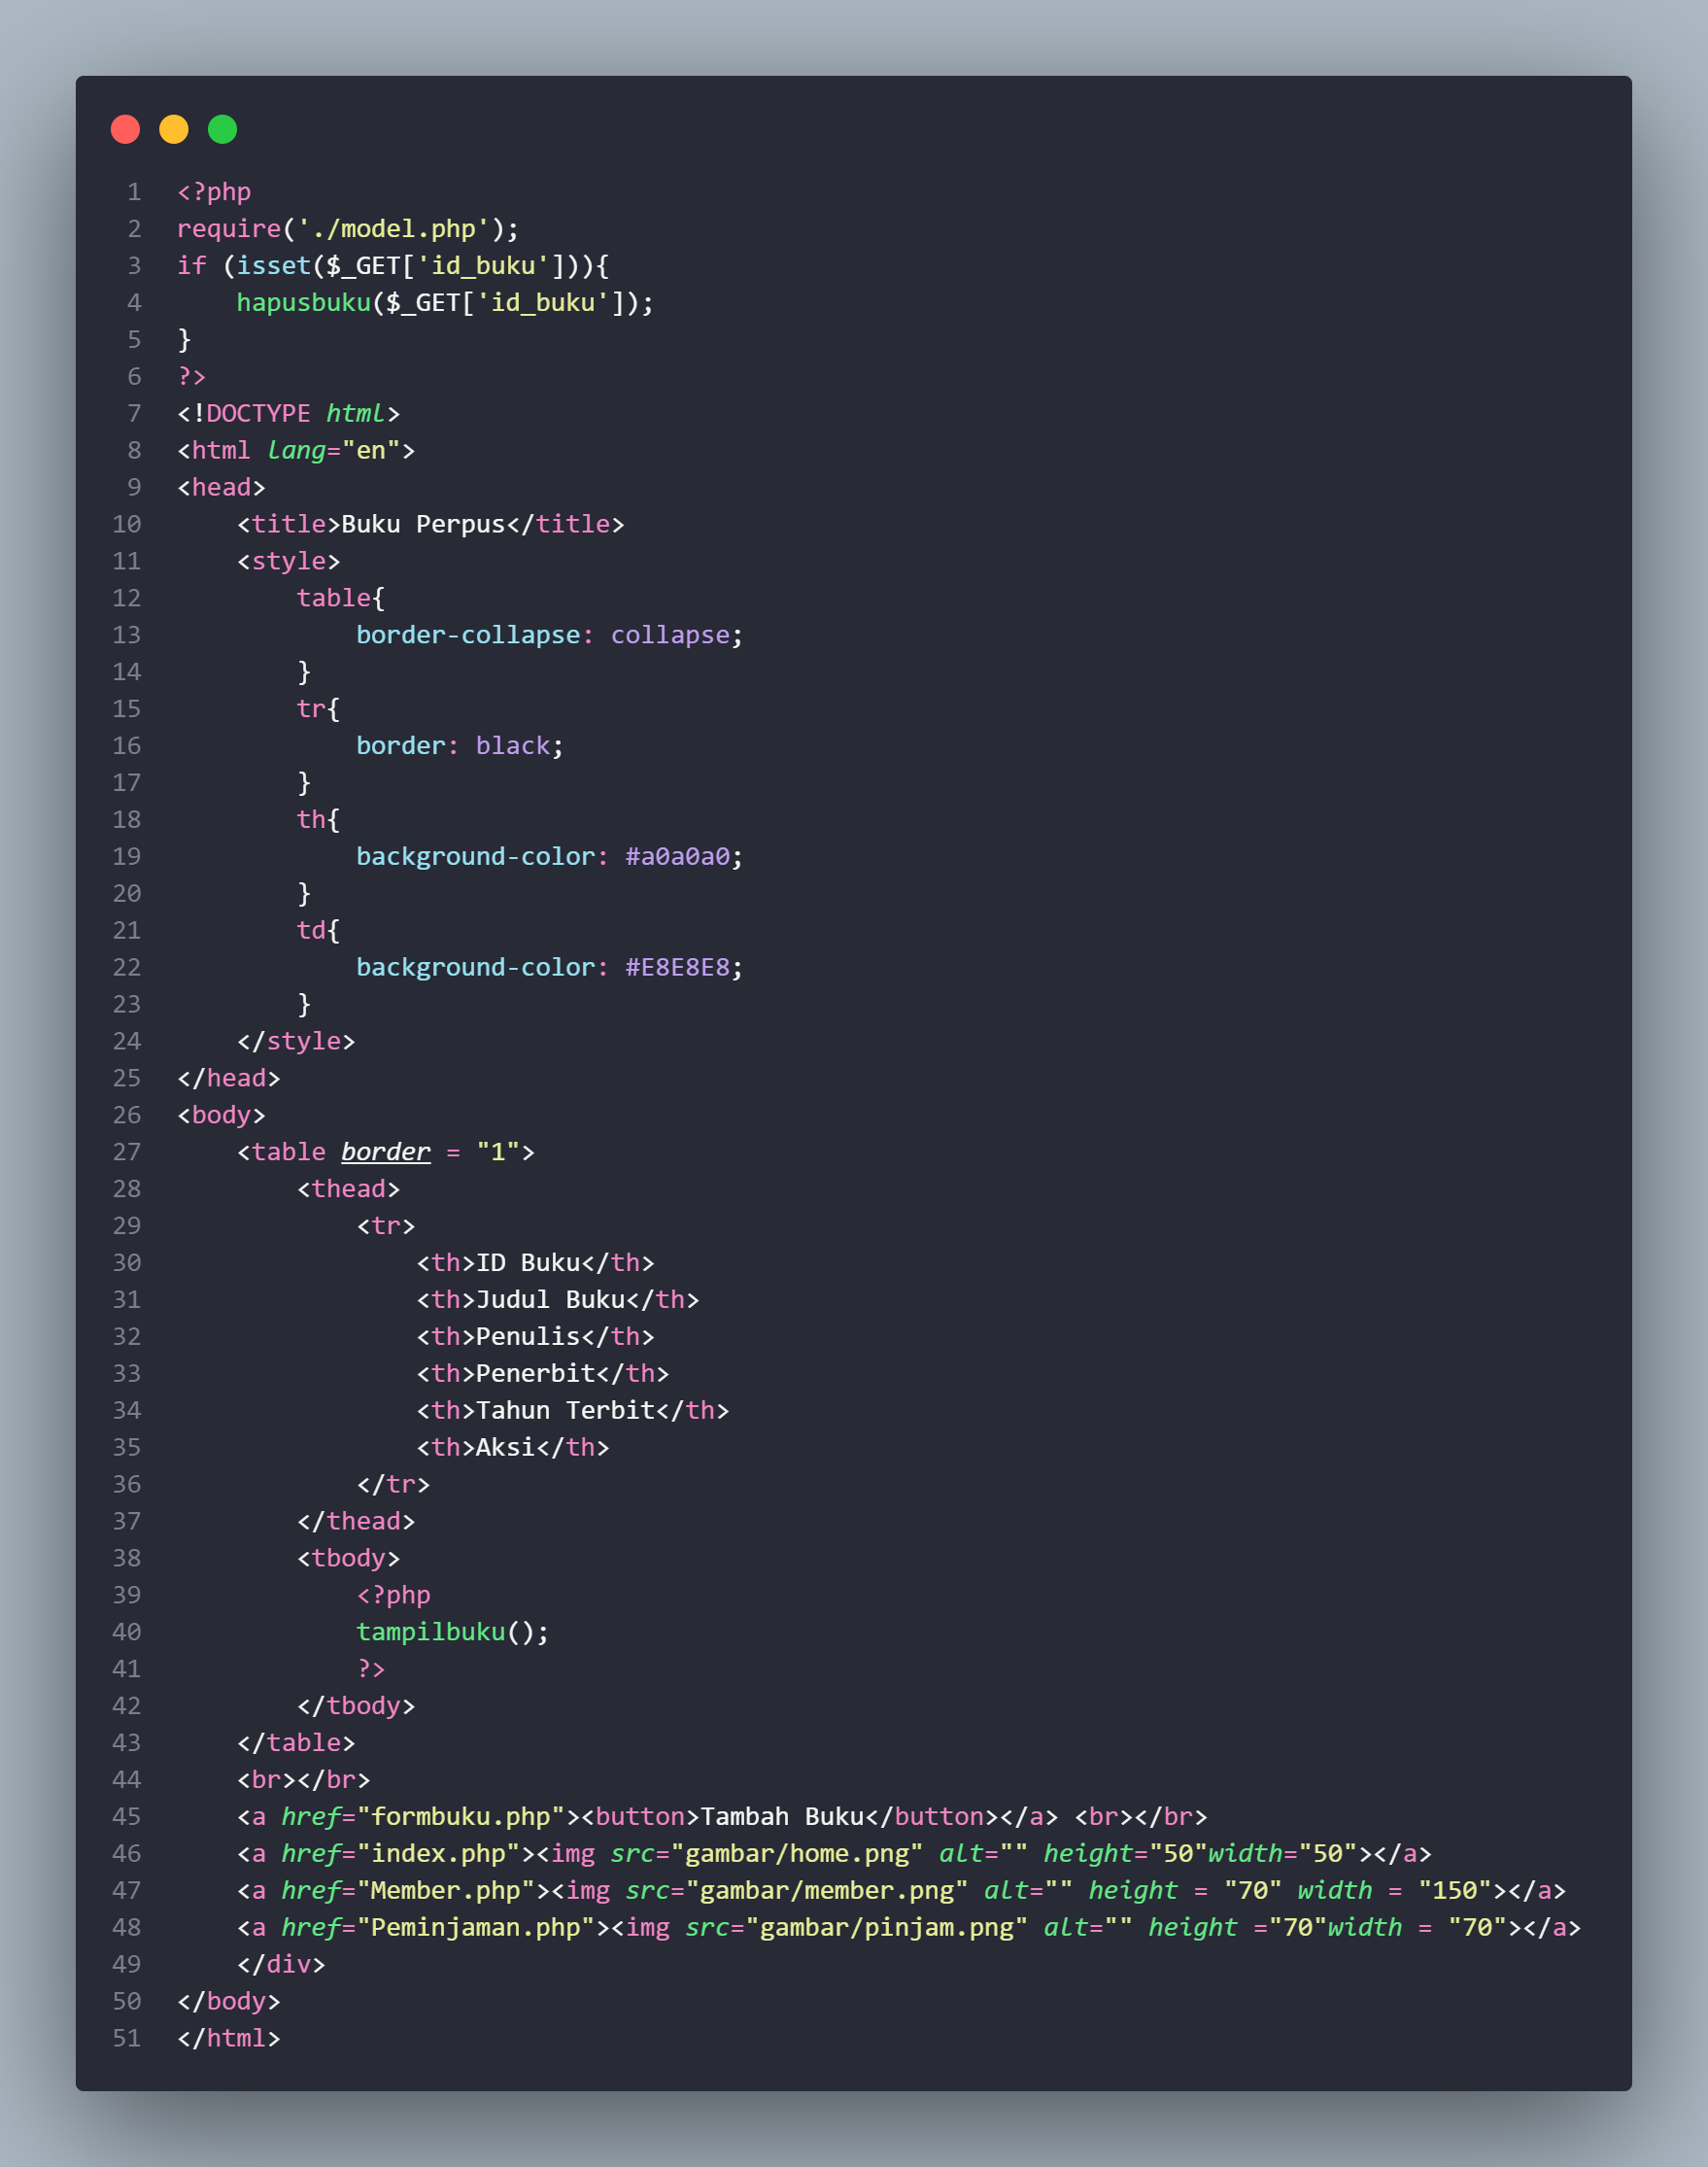 1 <?php
2 require('./model.php');
3 if (isset($_GET['id_buku'])){
4     hapusbuku($_GET['id_buku']);
5 }
6 ?>
7 <!DOCTYPE html>
8 <html lang="en">
9 <head>
10     <title>Buku Perpus</title>
11     <style>
12         table{
13             border-collapse: collapse;
14         }
15         tr{
16             border: black;
17         }
18         th{
19             background-color: #a0a0a0;
20         }
21         td{
22             background-color: #E8E8E8;
23         }
24     </style>
25 </head>
26 <body>
27     <table border = "1">
28         <thead>
29             <tr>
30                 <th>ID Buku</th>
31                 <th>Judul Buku</th>
32                 <th>Penulis</th>
33                 <th>Penerbit</th>
34                 <th>Tahun Terbit</th>
35                 <th>Aksi</th>
36             </tr>
37         </thead>
38         <tbody>
39             <?php
40             tampilbuku();
41             ?>
42         </tbody>
43     </table>
44     <br></br>
45     <a href="formbuku.php"><button>Tambah Buku</button></a> <br></br>
46     <a href="index.php"><img src="gambar/home.png" alt="" height="50"width="50"></a>
47     <a href="Member.php"><img src="gambar/member.png" alt="" height = "70" width = "150"></a>
48     <a href="Peminjaman.php"><img src="gambar/pinjam.png" alt="" height ="70"width = "70"></a>
49     </div>
50 </body>
51 </html>